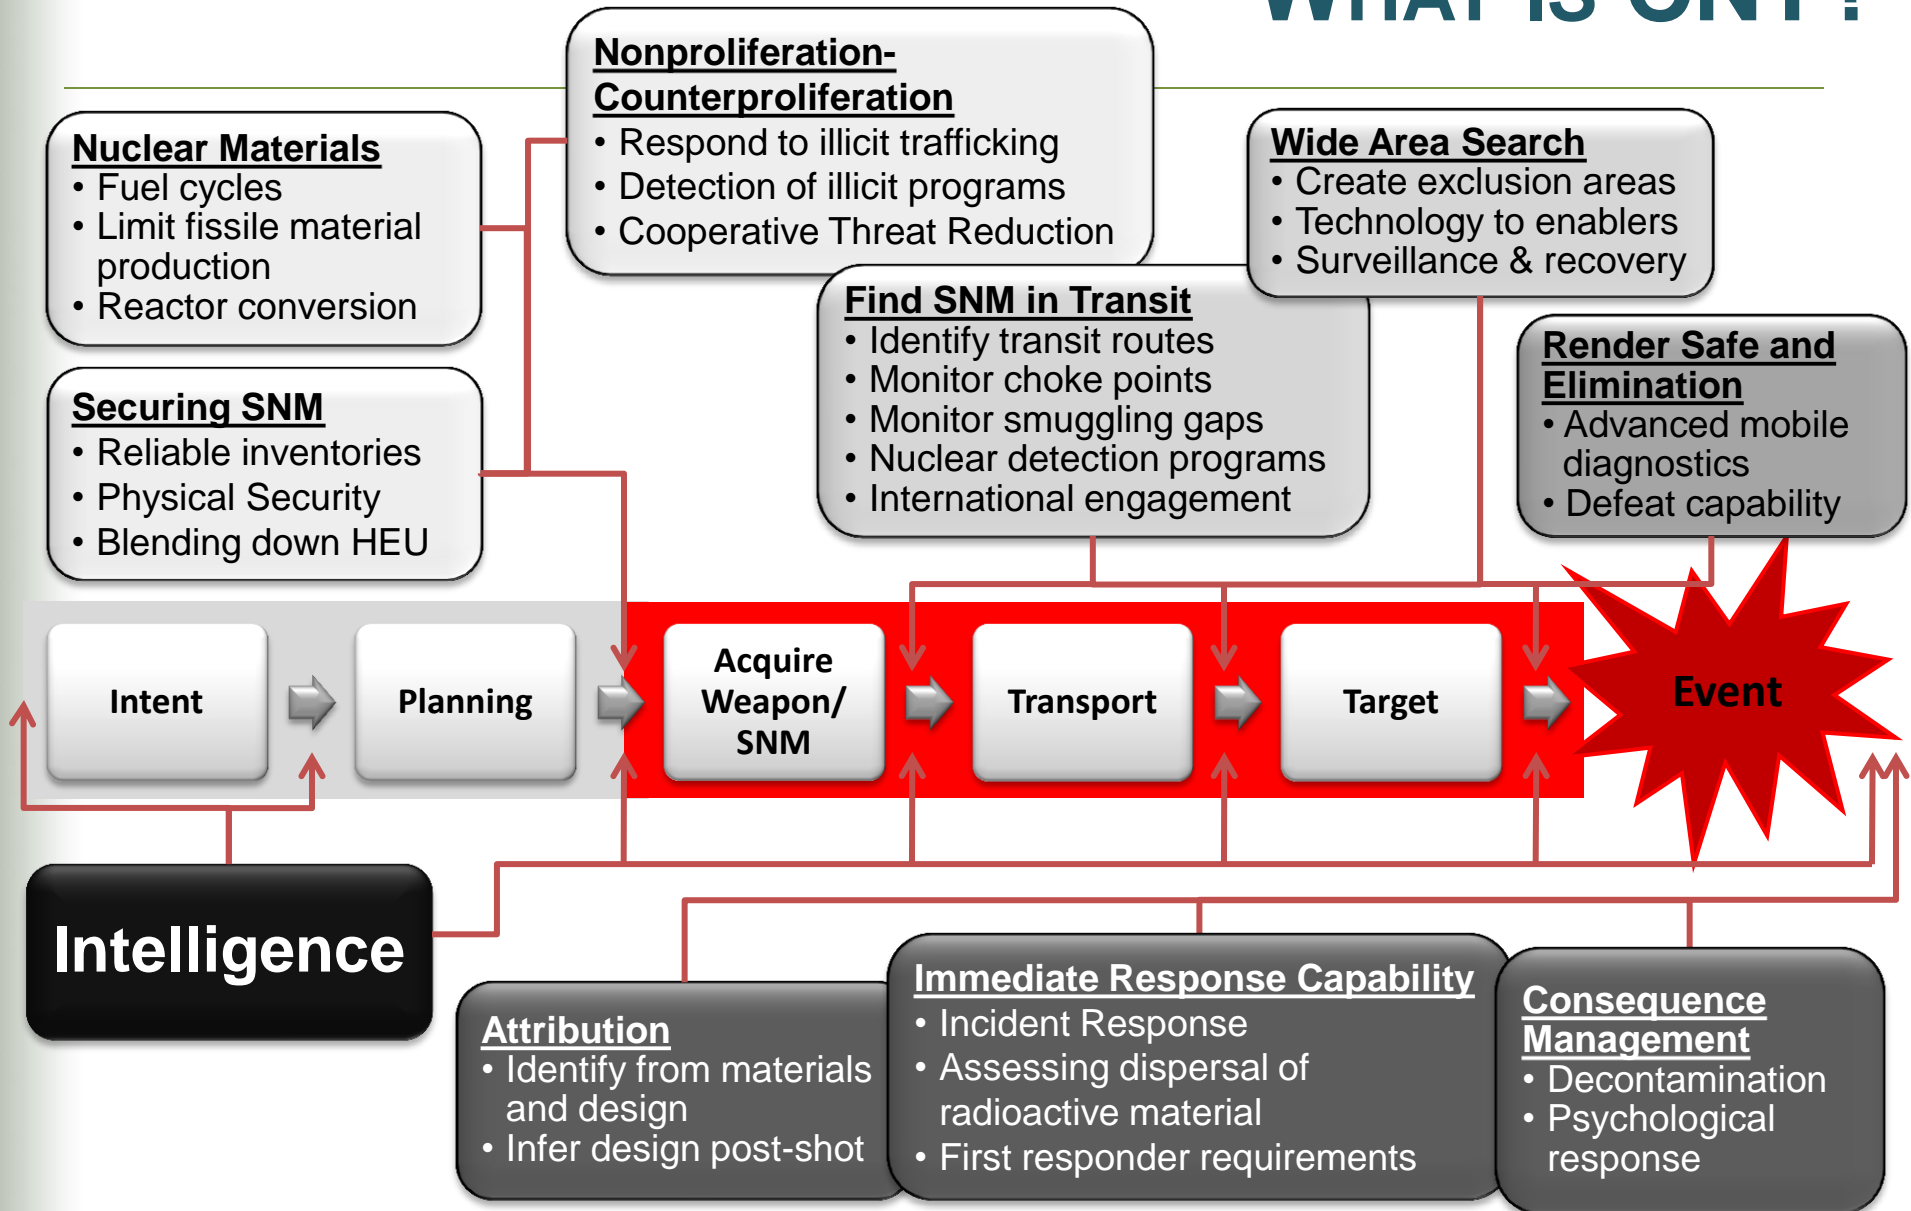 WHAT IS CNT?
Nonproliferation-
Counterproliferation
• Respond to illicit trafficking
• Detection of illicit programs
• Cooperative Threat Reduction
Nuclear Materials
• Fuel cycles
• Limit fissile material
production
• Reactor conversion
Wide Area Search
• Create exclusion areas
• Technology to enablers
• Surveillance & recovery
Find SNM in Transit
• Identify transit routes
• Monitor choke points
• Monitor smuggling gaps
• Nuclear detection programs
• International engagement
Render Safe and
Elimination
• Advanced mobile
diagnostics
• Defeat capability
Securing SNM
• Reliable inventories
• Physical Security
• Blending down HEU
Intent
Planning
Acquire
Weapon/
SNM
Transport
Target
Event
Intelligence
Attribution
• Identify from materials
and design
• Infer design post-shot
Immediate Response Capability
• Incident Response
• Assessing dispersal of
radioactive material
• First responder requirements
Consequence
Management
• Decontamination
• Psychological
response